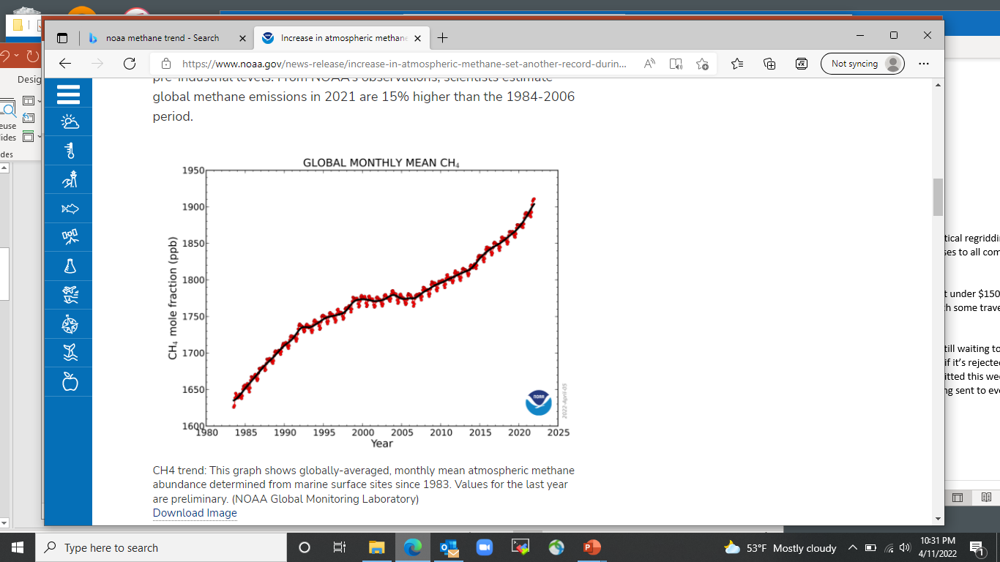 noaa methane trend - Search
Increase in atmospheric methane
https://www.noaa.gov/news-release/increase-in-atmospheric-methane-set-another-record-durin...
Not syncing
Desig
euse
lides
des
pre-industrial levels. From NOAA's observations, scientists estimate
global methane emissions in 2021 are 15% higher than the 1984-2006
period.
GLOBAL MONTHLY MEAN CH₄
CH₄ mole fraction (ppb)
1950
1900
1850
1800
1750
1700
1650
1600
1980 1985 1990 1995 2000 2005 2010 2015 2020 2025
Year
NOAA
2022-April-05
CH4 trend: This graph shows globally-averaged, monthly mean atmospheric methane
abundance determined from marine surface sites since 1983. Values for the last year
are preliminary. (NOAA Global Monitoring Laboratory)
Download Image
tical regriddi
ses to all com
t under $150
th some trave
till waiting to
if it's rejecte
itted this we
ng sent to eve
Type here to search
53°F Mostly cloudy
10:31 PM
4/11/2022
1